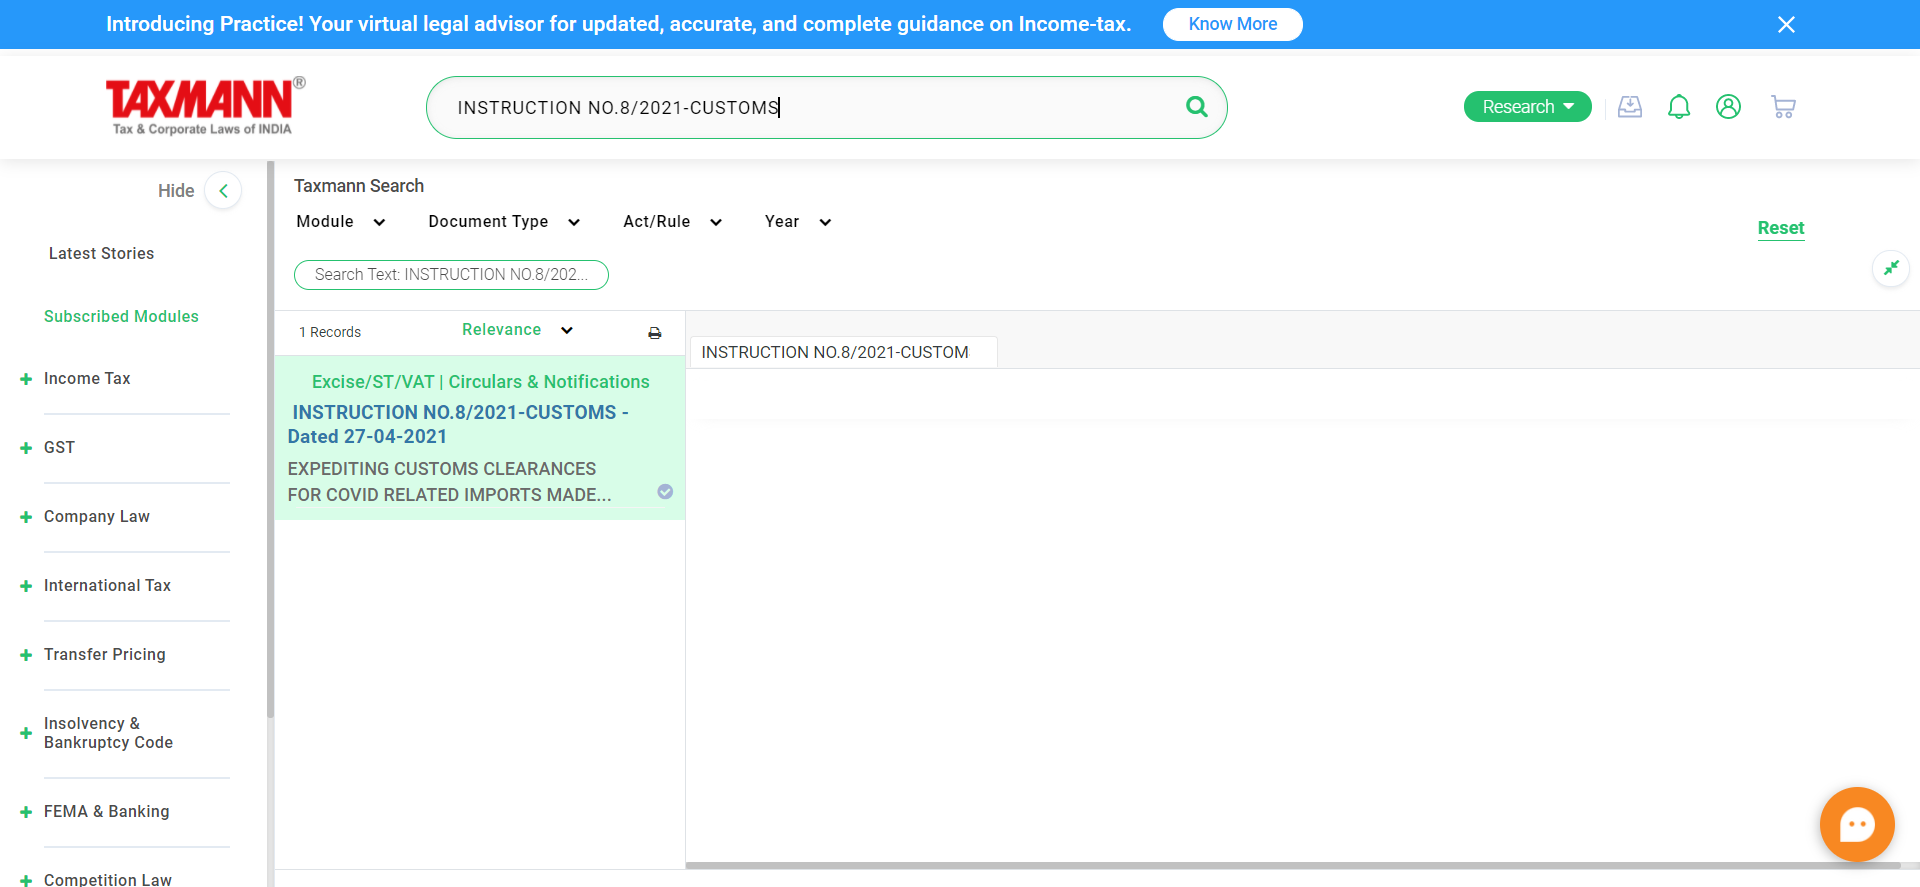 Introducing Practice! Your virtual legal advisor for updated, accurate, and complete guidance on Income-tax.
Know More
TAXMANN®
Tax & Corporate Laws of INDIA
INSTRUCTION NO.8/2021-CUSTOMS
Research
Hide
Latest Stories
Subscribed Modules
Income Tax
GST
Company Law
International Tax
Transfer Pricing
Insolvency &
Bankruptcy Code
FEMA & Banking
Competition Law
Taxmann Search
Module
Document Type
Act/Rule
Year
Reset
Search Text: INSTRUCTION NO.8/202...
1 Records
Relevance
Excise/ST/VAT | Circulars & Notifications
INSTRUCTION NO.8/2021-CUSTOMS -
Dated 27-04-2021
EXPEDITING CUSTOMS CLEARANCES
FOR COVID RELATED IMPORTS MADE...
INSTRUCTION NO.8/2021-CUSTOM